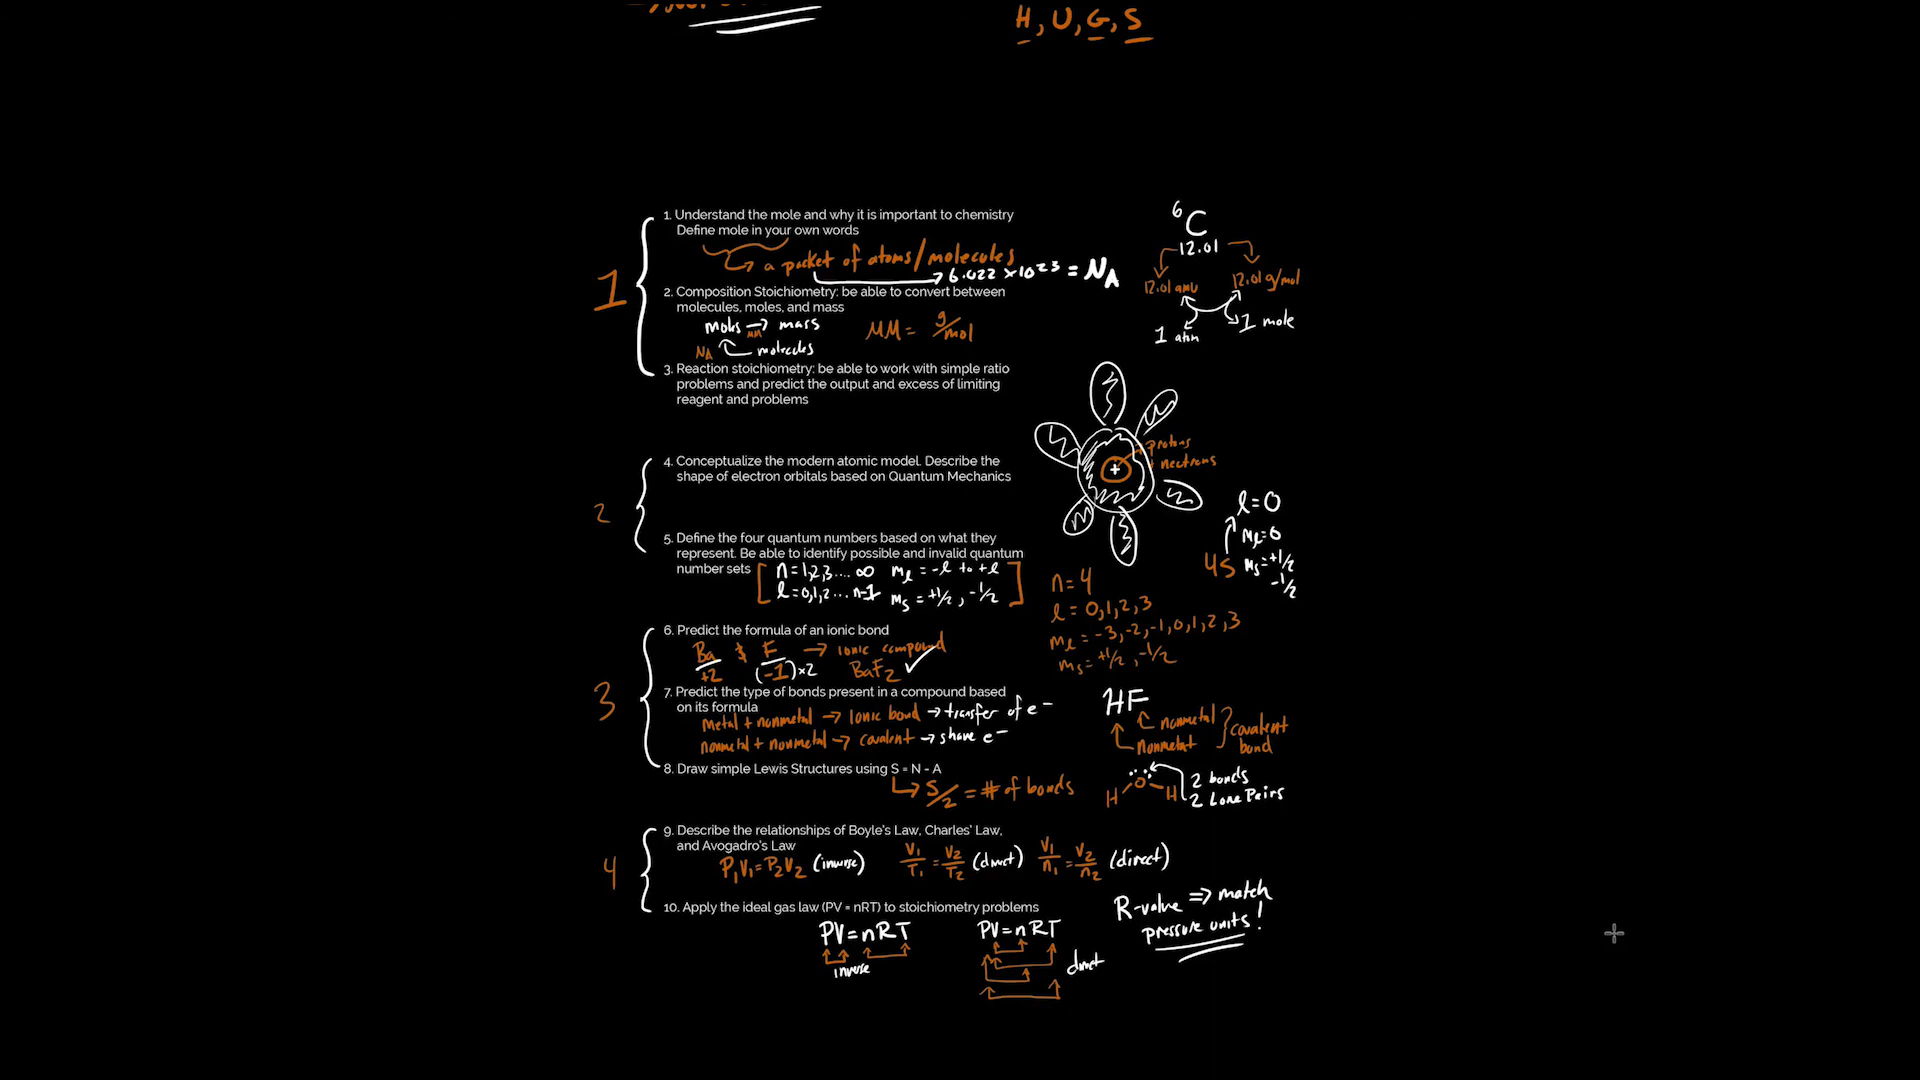 H, U, G, S
1. Understand the mole and why it is important to chemistry
Define mole in your own words
a packet of atoms/molecules
6.022 x 10 23 = NA
6 C
12.01
12.01 amu
12.01 g/mol
1 atom
1 mole
1
2. Composition Stoichiometry: be able to convert between
molecules, moles, and mass
moles → mass
MM
NA molecules
MM = g/mol
3. Reaction stoichiometry: be able to work with simple ratio
problems and predict the output and excess of limiting
reagent and problems
2
4. Conceptualize the modern atomic model. Describe the
shape of electron orbitals based on Quantum Mechanics
+
protons
+ neutrons
5. Define the four quantum numbers based on what they
represent. Be able to identify possible and invalid quantum
number sets
n = 1,2,3.... ∞ mℓ = -ℓ to +ℓ
ℓ = 0,1,2... n-1 ms = +1/2, -1/2
ℓ = 0
mℓ = 0
4S ms = +1/2
-1/2
n = 4
ℓ = 0,1,2,3
mℓ = -3,-2,-1,0,1,2,3
ms = +1/2, -1/2
3
6. Predict the formula of an ionic bond
Ba & F → ionic compound
+2 (-1) x2 BaF2 ✓
7. Predict the type of bonds present in a compound based
on its formula
metal + nonmetal → Ionic bond → transfer of e-
nonmetal + nonmetal → covalent → share e-
HF
nonmetal
nonmetal
covalent
bond
8. Draw simple Lewis Structures using S = N - A
S/2 = # of bonds
H O H
2 bonds
2 Lone Pairs
4
9. Describe the relationships of Boyle's Law, Charles' Law,
and Avogadro's Law
P1V1 = P2V2 (inverse) V1/T1 = V2/T2 (direct) V1/n1 = V2/n2 (direct)
10. Apply the ideal gas law (PV = nRT) to stoichiometry problems
PV = nRT
inverse
PV = nRT
direct
R-value ⇒ match
pressure units!